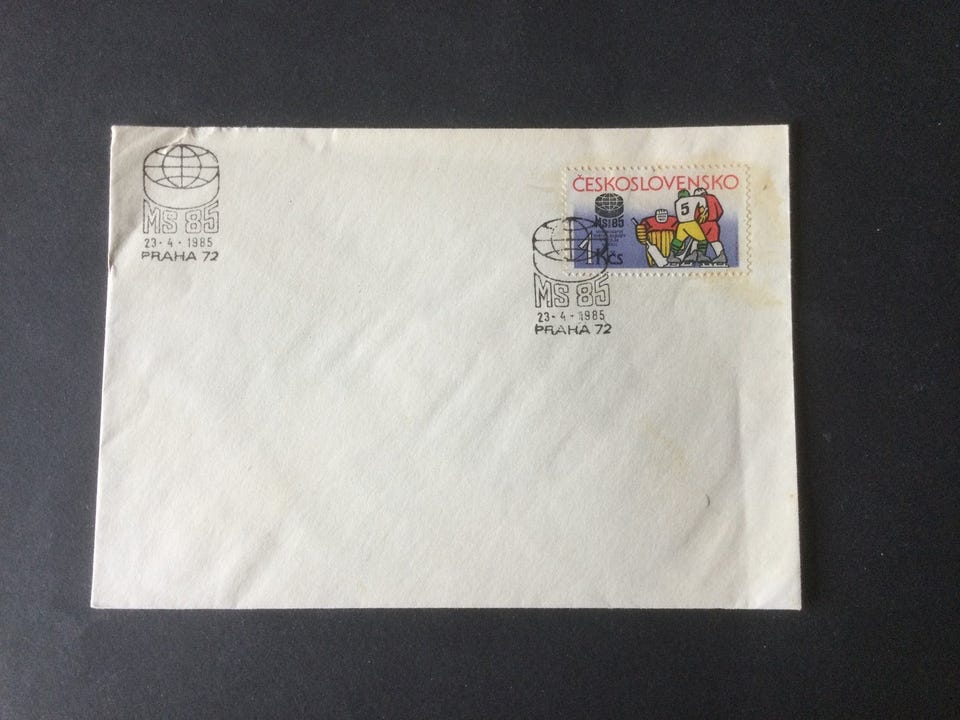 MS 85
23·4·1985
PRAHA 72
ČESKOSLOVENSKO
MS 85
5
1 Kčs
MS 85
23·4·1985
PRAHA 72